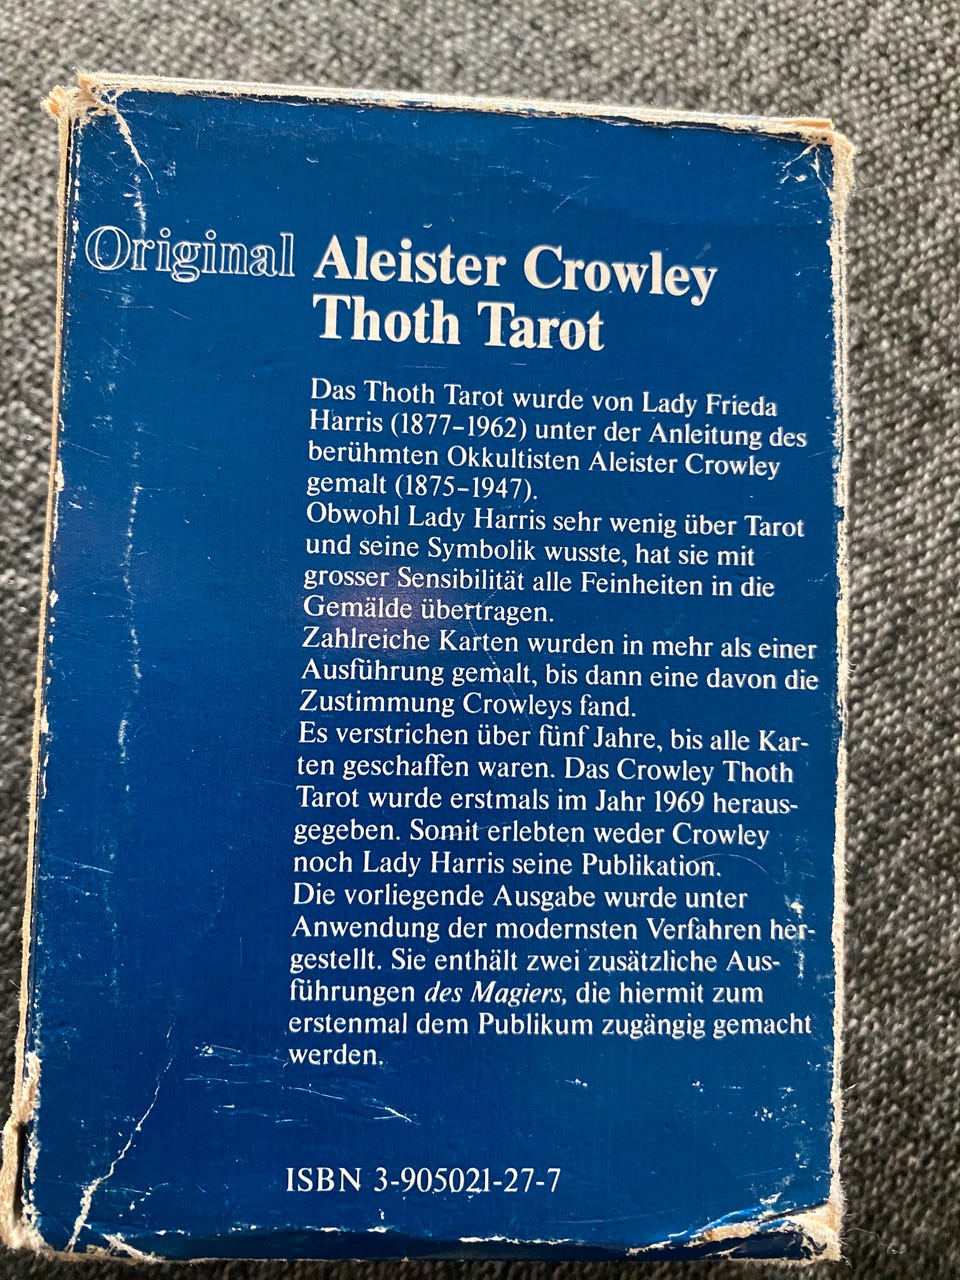 Original Aleister Crowley
Thoth Tarot
Das Thoth Tarot wurde von Lady Frieda
Harris (1877–1962) unter der Anleitung des
berühmten Okkultisten Aleister Crowley
gemalt (1875–1947).
Obwohl Lady Harris sehr wenig über Tarot
und seine Symbolik wusste, hat sie mit
grosser Sensibilität alle Feinheiten in die
Gemälde übertragen.
Zahlreiche Karten wurden in mehr als einer
Ausführung gemalt, bis dann eine davon die
Zustimmung Crowleys fand.
Es verstrichen über fünf Jahre, bis alle Kar-
ten geschaffen waren. Das Crowley Thoth
Tarot wurde erstmals im Jahr 1969 heraus-
gegeben. Somit erlebten weder Crowley
noch Lady Harris seine Publikation.
Die vorliegende Ausgabe wurde unter
Anwendung der modernsten Verfahren her-
gestellt. Sie enthält zwei zusätzliche Aus-
führungen des Magiers, die hiermit zum
erstenmal dem Publikum zugängig gemacht
werden.
ISBN 3-905021-27-7